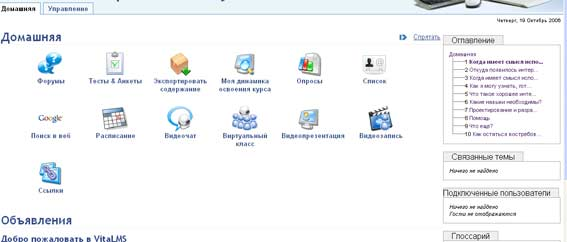 Домашняя Управление
Четверг, 19 Октябрь 2006
Домашняя
Спрятать
Форумы
Тесты & Анкеты
Экспортировать содержание
Моя динамика освоения курса
Опросы
Список
Google
Поиск в веб
Расписание
Видеочат
Виртуальный класс
Видеопрезентация
Видеозапись
Ссылки
Объявления
Добро пожаловать в VitaLMS
Оглавление
Домашняя
1 Когда имеет смысл испо...
2 Откуда появилось интер...
3 Когда имеет смысл испо...
4 Как я могу узнать, гот...
5 Что такое хорошее инте...
6 Какие навыки необходимы?
7 Проектирование и разра...
8 Помощь
9 Что еще?
10 Как остаться востребов...
Связанные темы
Ничего не найдено
Подключенные пользователи
Ничего не найдено
Гости не отображаются
Глоссарий